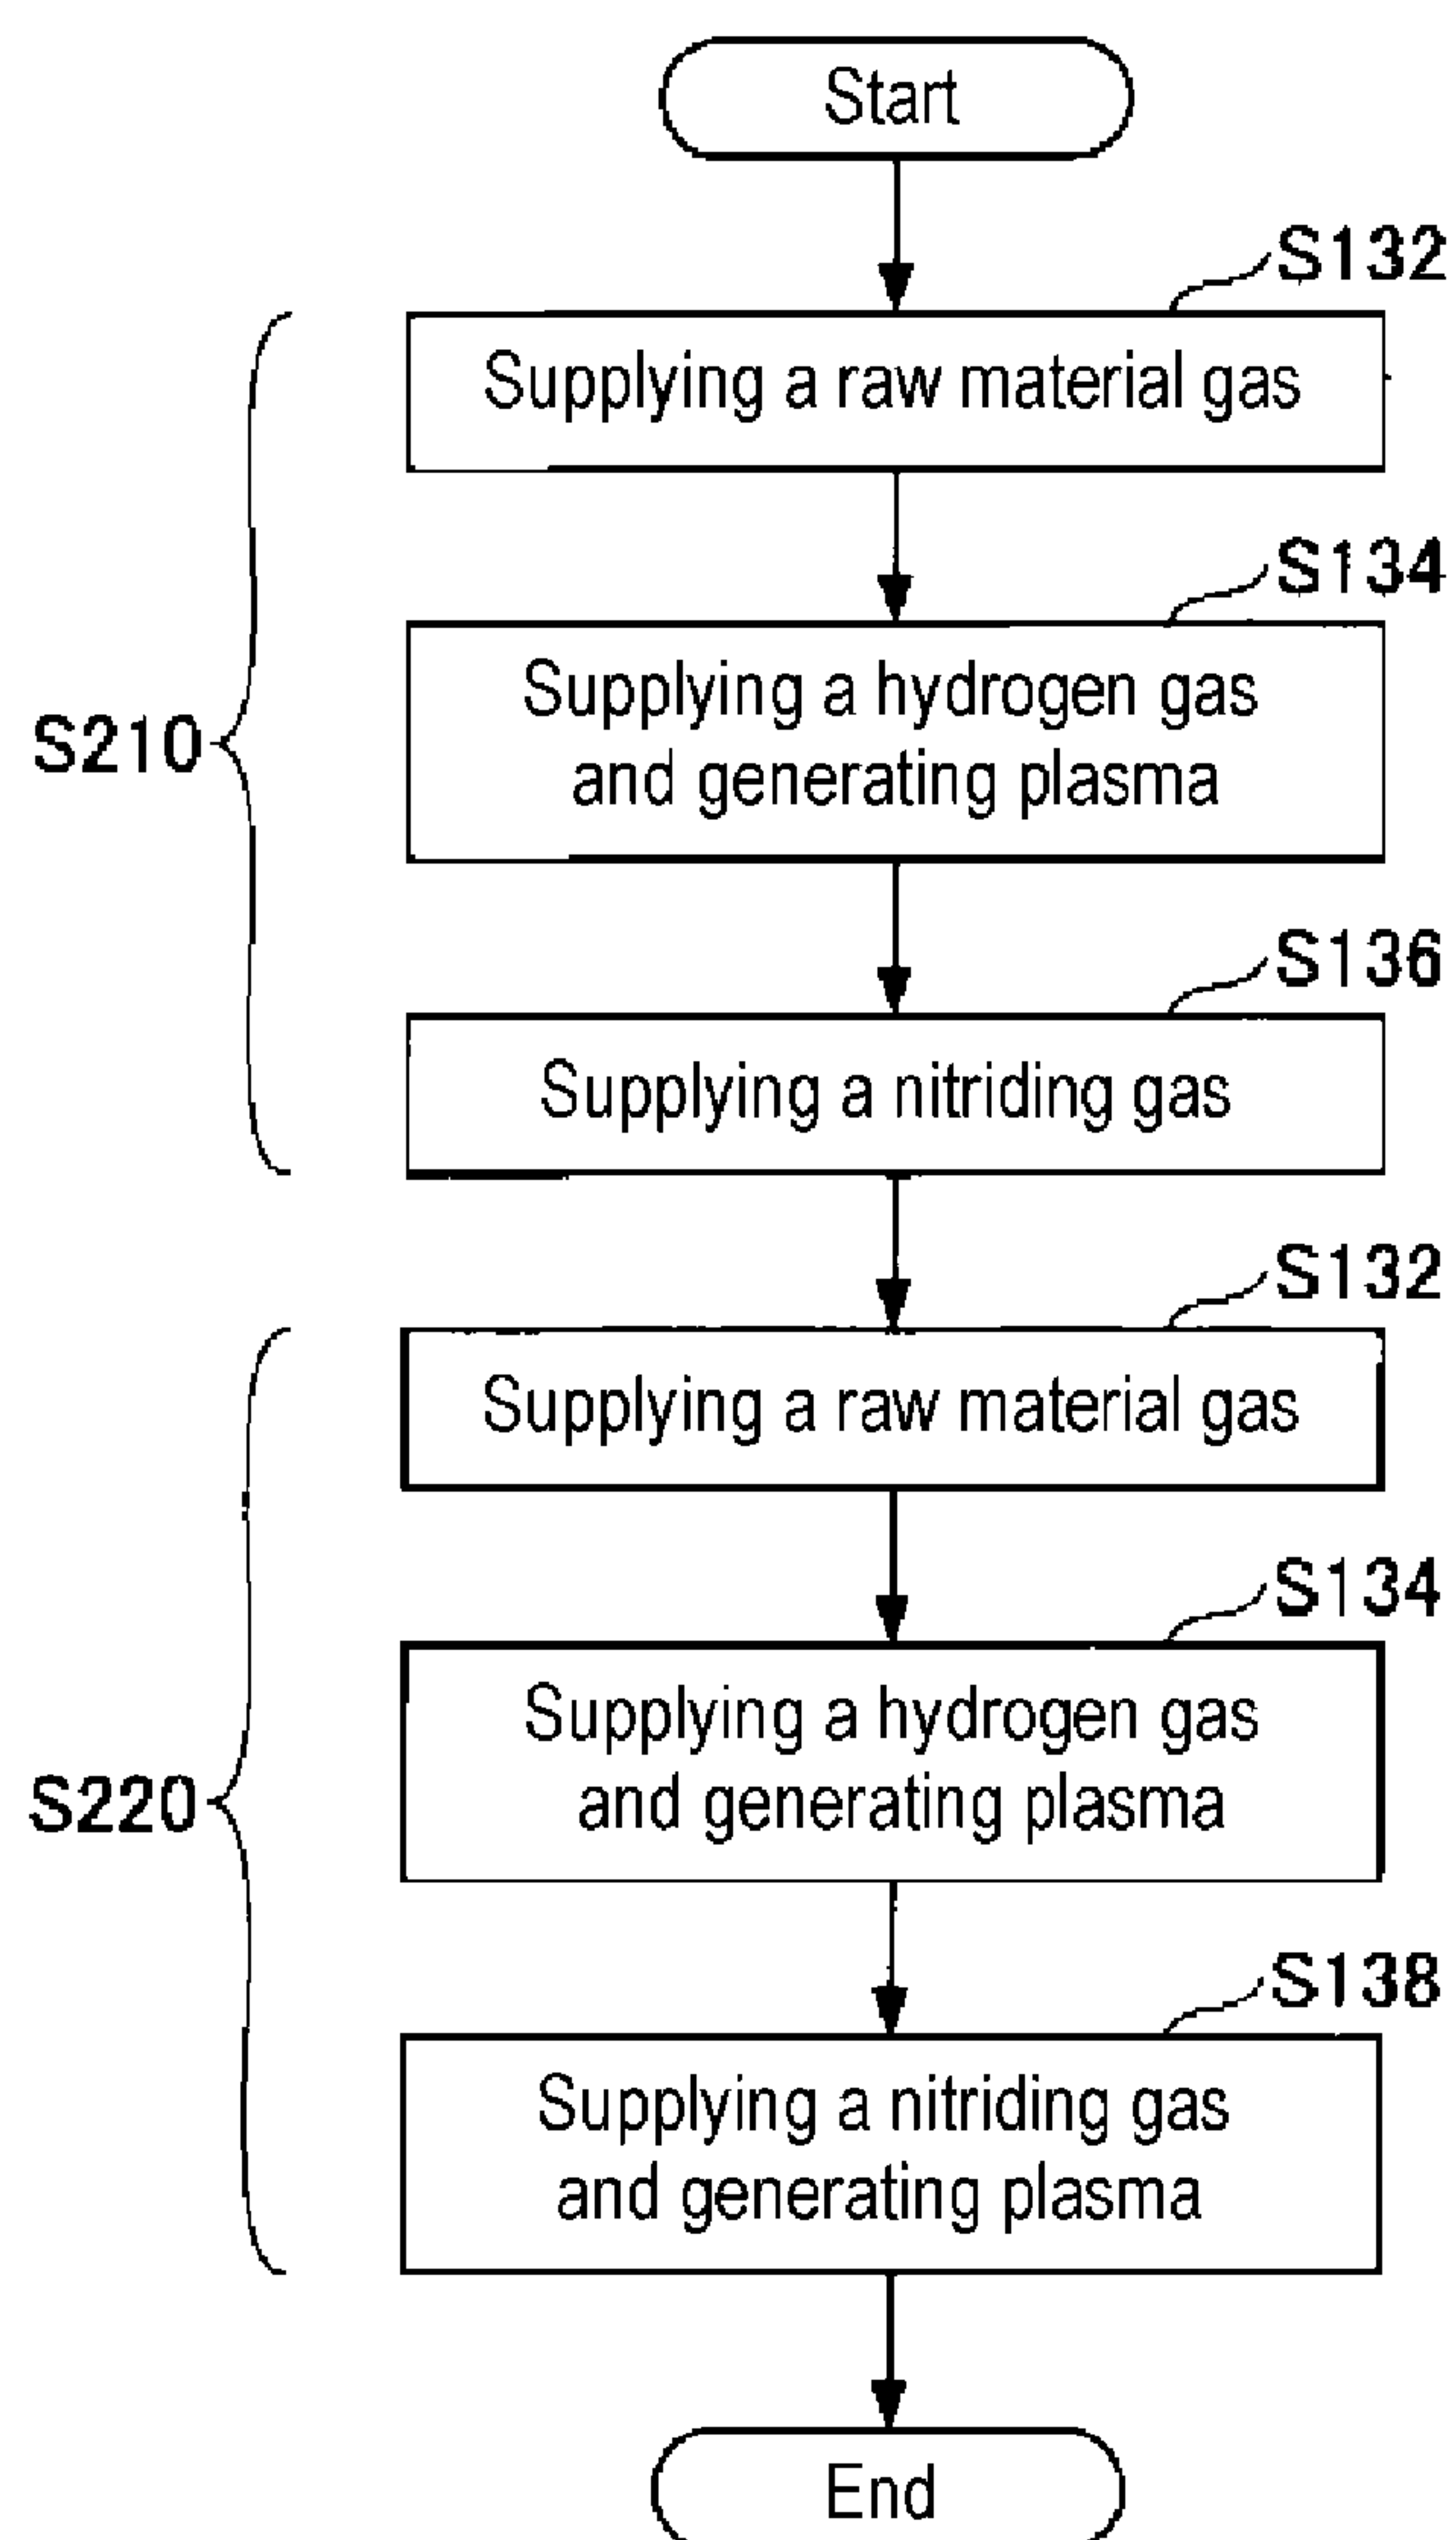 Start
S132
Supplying a raw material gas
S134
Supplying a hydrogen gas
and generating plasma
S210
S136
Supplying a nitriding gas
S132
Supplying a raw material gas
S134
Supplying a hydrogen gas
and generating plasma
S220
S138
Supplying a nitriding gas
and generating plasma
End